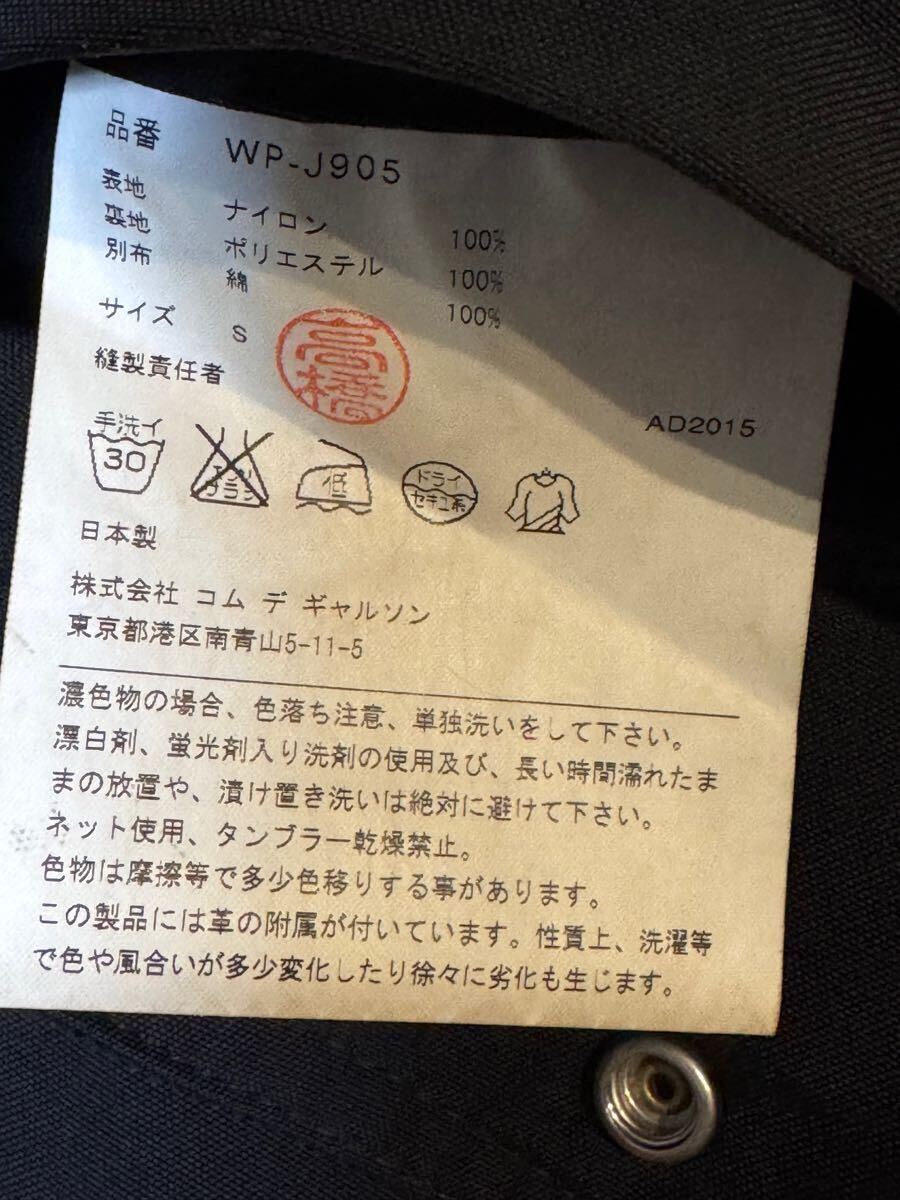 品番 WP-J905
表地 ナイロン 100%
裏地 ポリエステル 100%
別布 綿 100%
サイズ S
縫製責任者 高橋
AD2015
手洗イ
30
エンソ
サラシ
低
ドライ
セキユ系
日本製
株式会社 コム デ ギャルソン
東京都港区南青山5-11-5
濃色物の場合、色落ち注意、単独洗いをして下さい。
漂白剤、蛍光剤入り洗剤の使用及び、長い時間濡れたま
まの放置や、漬け置き洗いは絶対に避けて下さい。
ネット使用、タンブラー乾燥禁止。
色物は摩擦等で多少色移りする事があります。
この製品には革の附属が付いています。性質上、洗濯等
で色や風合いが多少変化したり徐々に劣化も生じます。